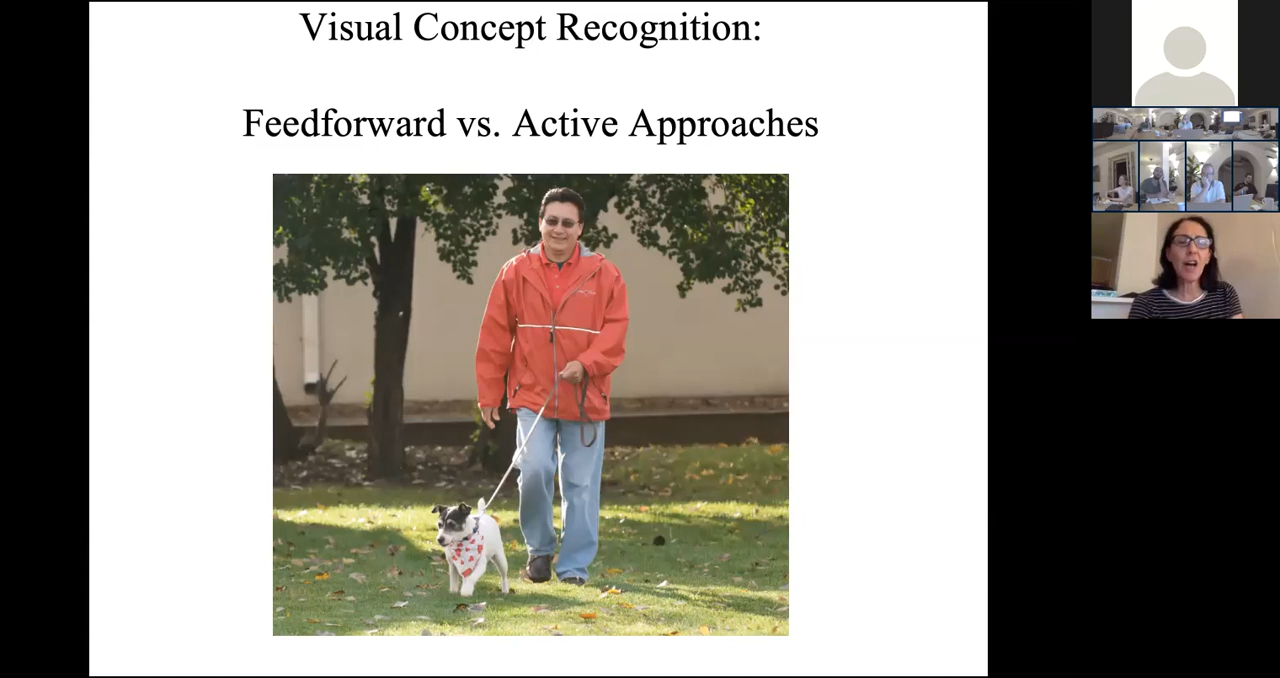 Visual Concept Recognition:
Feedforward vs. Active Approaches